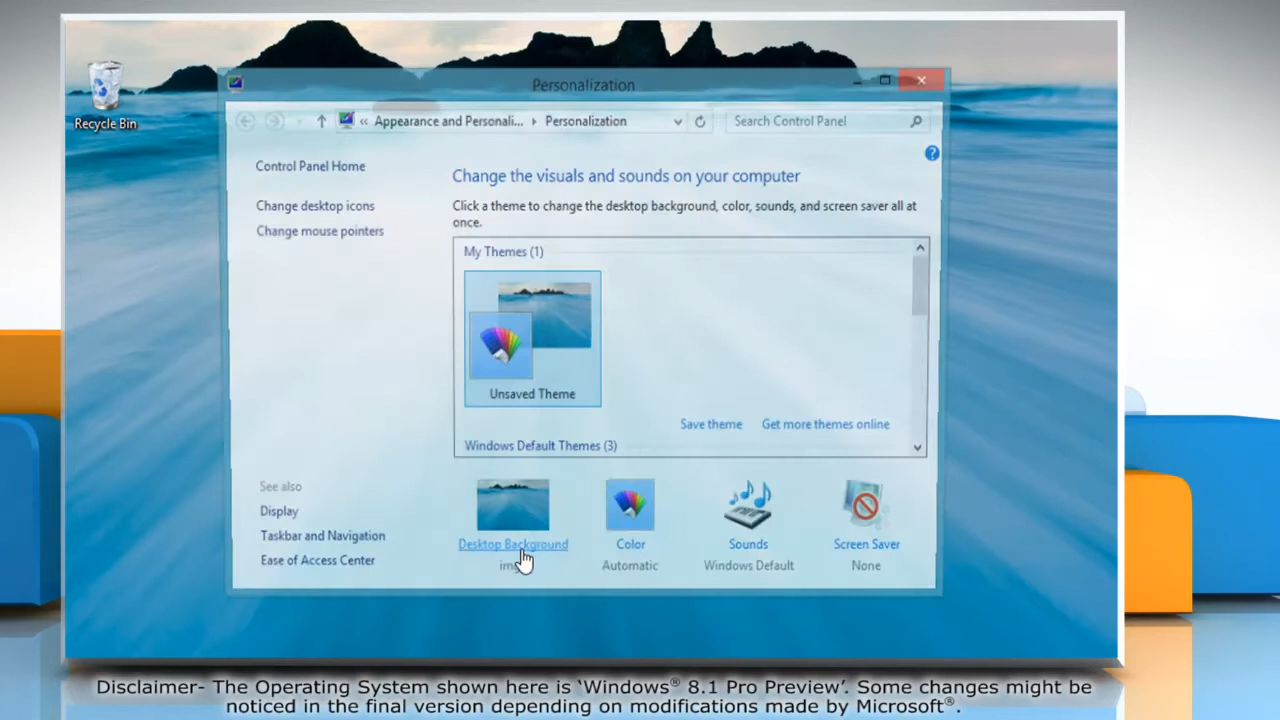 Personalization
Recycle Bin
« Appearance and Personali... Personalization
Search Control Panel
Control Panel Home
Change desktop icons
Change mouse pointers
Change the visuals and sounds on your computer
Click a theme to change the desktop background, color, sounds, and screen saver all at
once.
My Themes (1)
Unsaved Theme
Save theme Get more themes online
Windows Default Themes (3)
See also
Display
Taskbar and Navigation
Ease of Access Center
Desktop Background
Color
Automatic
Sounds
Windows Default
Screen Saver
None
Disclaimer- The Operating System shown here is ‘Windows® 8.1 Pro Preview’. Some changes might be
noticed in the final version depending on modifications made by Microsoft®.